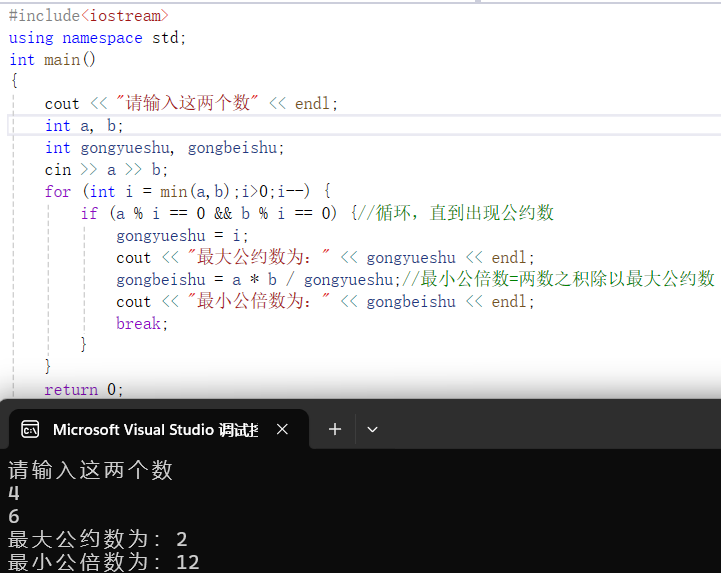 #include<iostream>
using namespace std;
int main()
{
    cout << "请输入这两个数" << endl;
    int a, b;
    int gongyueshu, gongbeishu;
    cin >> a >> b;
    for (int i = min(a,b);i>0;i--) {
        if (a % i == 0 && b % i == 0) {//循环，直到出现公约数
            gongyueshu = i;
            cout << "最大公约数为：" << gongyueshu << endl;
            gongbeishu = a * b / gongyueshu;//最小公倍数=两数之积除以最大公约数
            cout << "最小公倍数为：" << gongbeishu << endl;
            break;
        }
    }
    return 0;
Microsoft Visual Studio 调试
请输入这两个数
4
6
最大公约数为：2
最小公倍数为：12